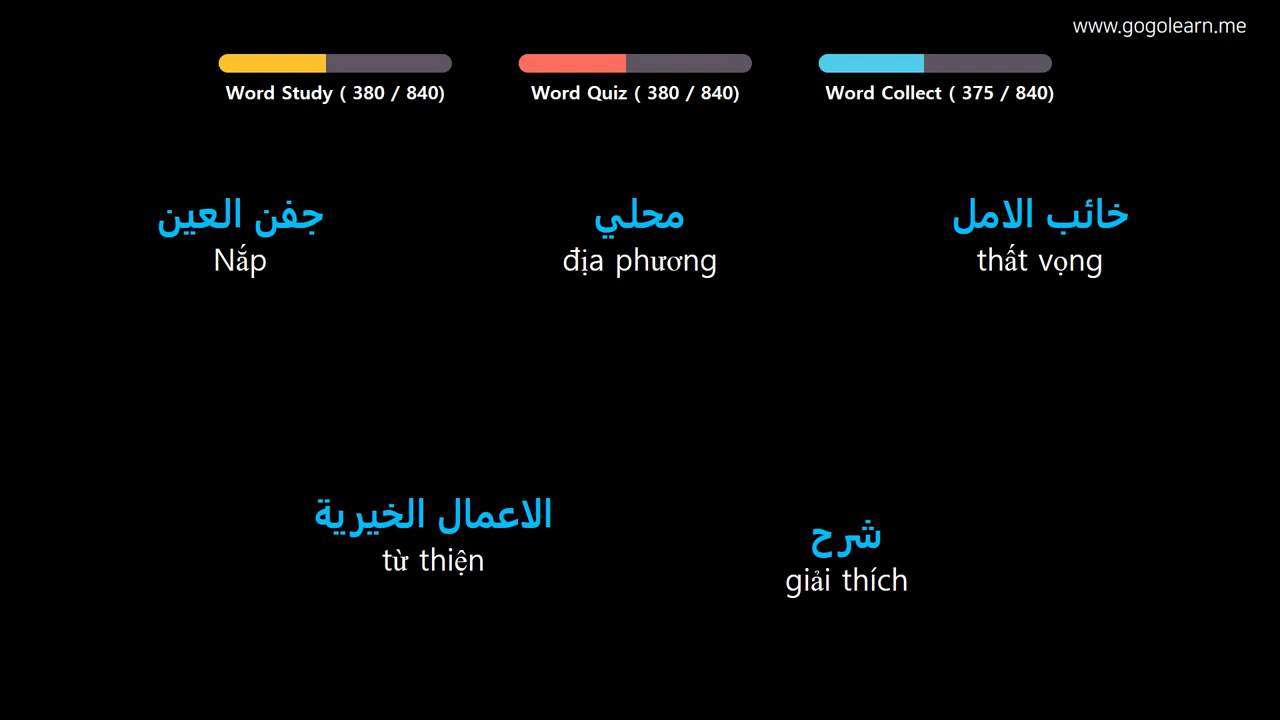 www.gogolearn.me
Word Study ( 380 / 840)
Word Quiz ( 380 / 840)
Word Collect ( 375 / 840)
جفن العين
Nắp
محلي
địa phương
خائب الامل
thất vọng
الاعمال الخيرية
từ thiện
شرح
giải thích